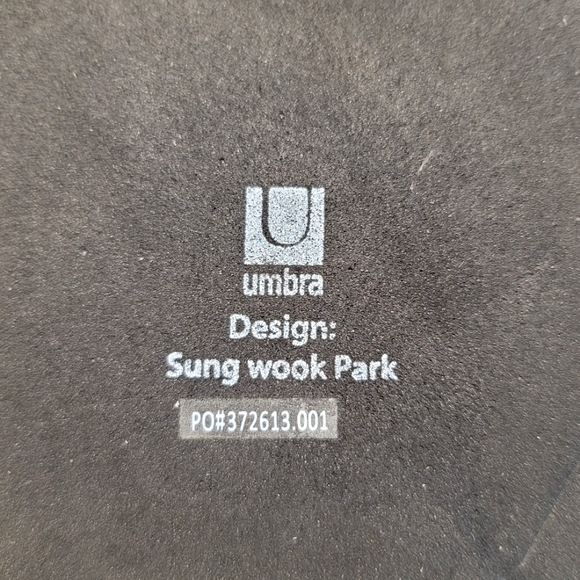 umbra
Design:
Sung wook Park
PO#372613.001